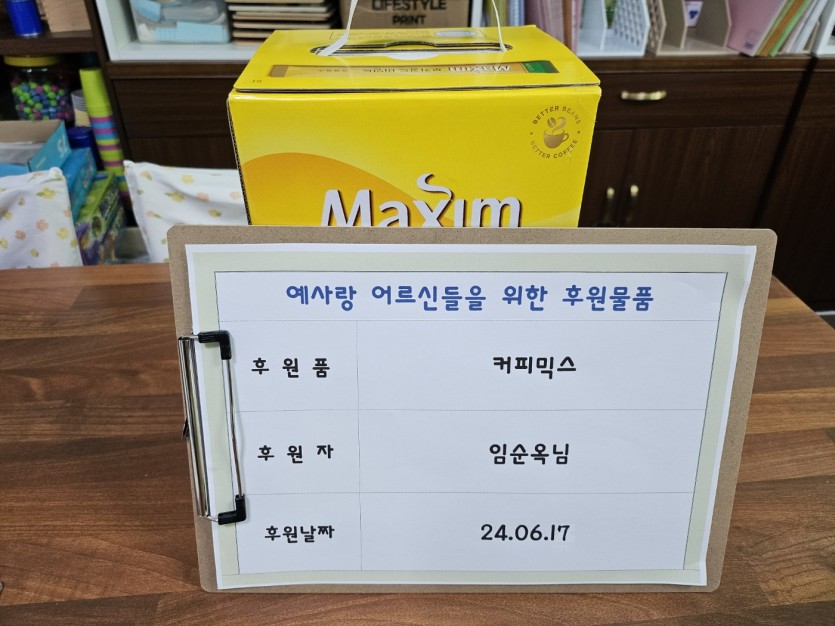 LIFESTYLE
PRINT
Maxim
BETTER BEANS
BETTER COFFEE
Maxim
예사랑 어르신들을 위한 후원물품
후 원 품 커피믹스
후 원 자 임순옥님
후원날짜 24.06.17